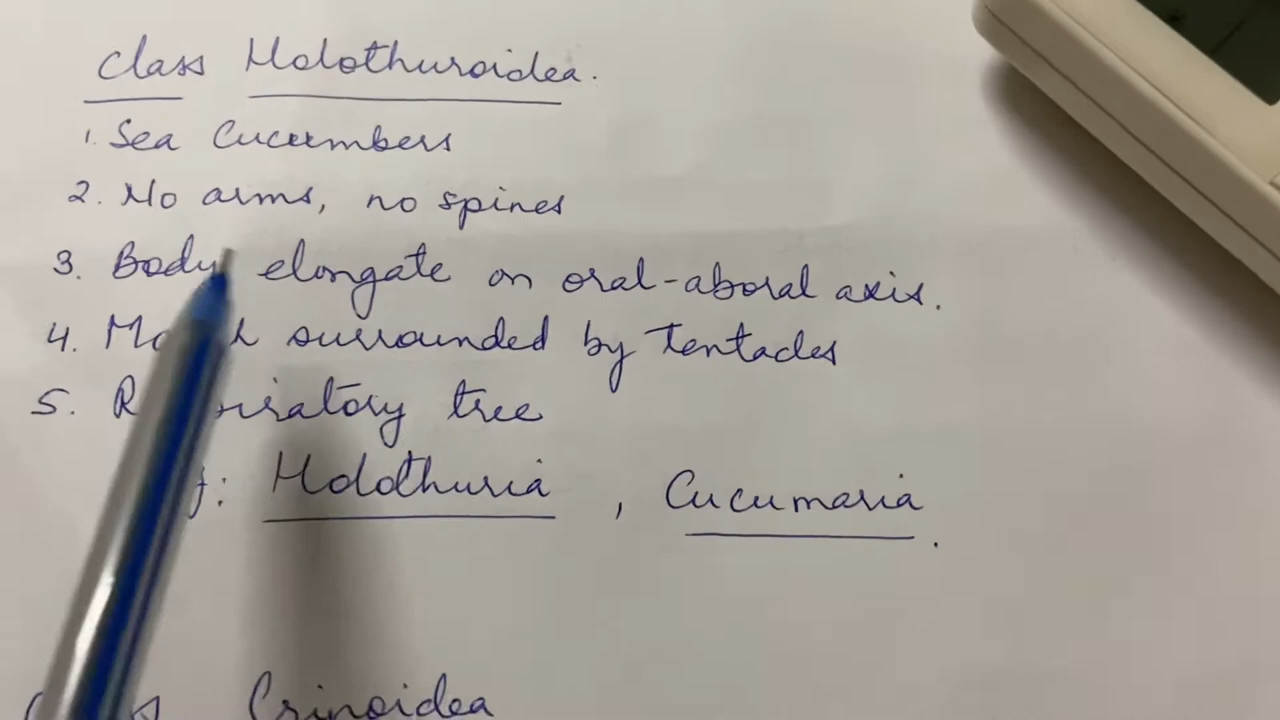 Class Holothuroidea.
1. Sea Cucumbers
2. No arms, no spines
3. Body elongate on oral-aboral axis.
4. surrounded by Tentacles
5. tree
: Holothuria, Cucumaria.
Crinoidea